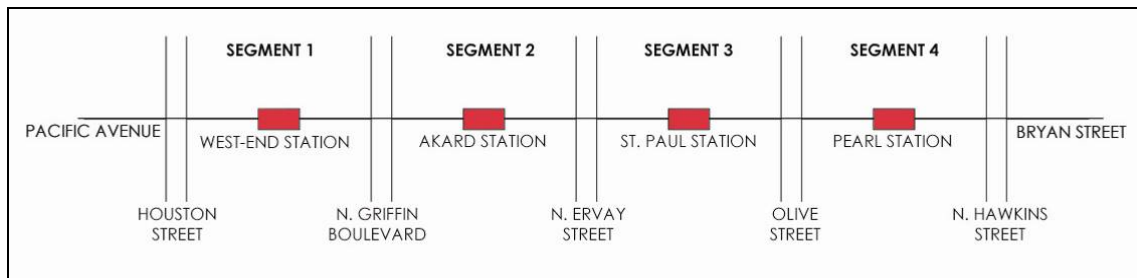 SEGMENT 1
SEGMENT 2
SEGMENT 3
SEGMENT 4
PACIFIC AVENUE
WEST-END STATION
AKARD STATION
ST. PAUL STATION
PEARL STATION
BRYAN STREET
HOUSTON
STREET
N. GRIFFIN
BOULEVARD
N. ERVAY
STREET
OLIVE
STREET
N. HAWKINS
STREET